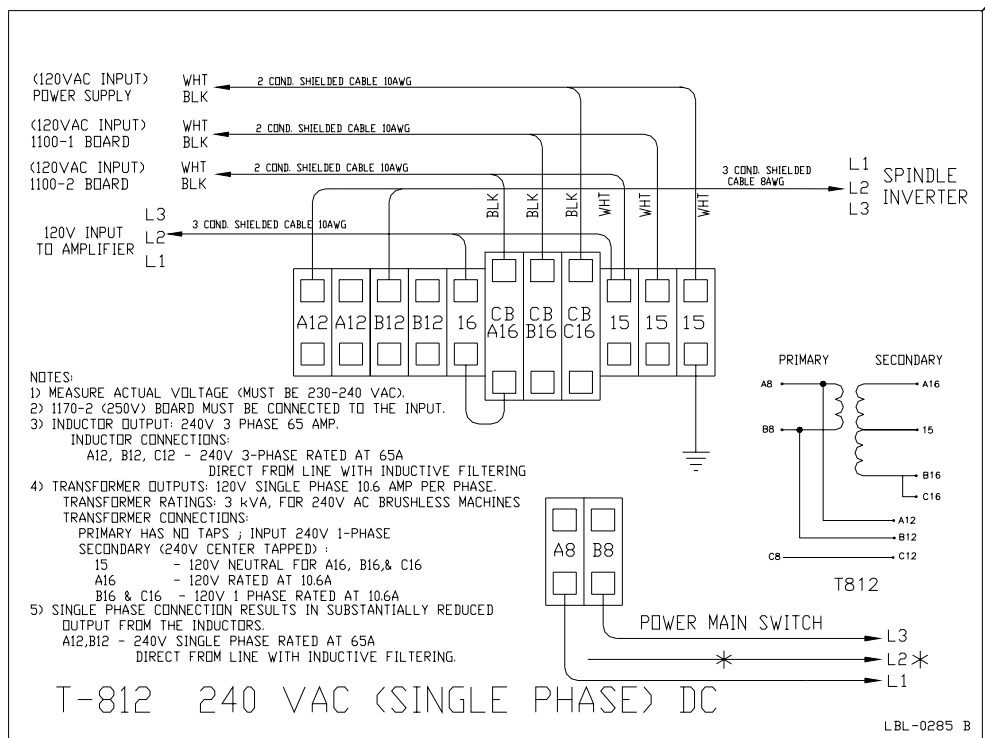 (120VAC INPUT) WHT 2 COND. SHIELDED CABLE 10AWG
POWER SUPPLY BLK
(120VAC INPUT) WHT 2 COND. SHIELDED CABLE 10AWG
1100-1 BOARD BLK
(120VAC INPUT) WHT 2 COND. SHIELDED CABLE 10AWG
1100-2 BOARD BLK
3 COND. SHIELDED
CABLE 8AWG
L1
L2
L3
SPINDLE
INVERTER
BLK BLK BLK WHT WHT WHT
120V INPUT
TO AMPLIFIER
L3
L2
L1
3 COND. SHIELDED CABLE 10AWG
A12 A12 B12 B12 16 CB A16 CB B16 CB C16 15 15 15
NOTES:
1) MEASURE ACTUAL VOLTAGE (MUST BE 230-240 VAC).
2) 1170-2 (250V) BOARD MUST BE CONNECTED TO THE INPUT.
3) INDUCTOR OUTPUT: 240V 3 PHASE 65 AMP.
INDUCTOR CONNECTIONS:
A12, B12, C12 - 240V 3-PHASE RATED AT 65A
DIRECT FROM LINE WITH INDUCTIVE FILTERING
4) TRANSFORMER OUTPUTS: 120V SINGLE PHASE 10.6 AMP PER PHASE.
TRANSFORMER RATINGS: 3 kVA, FOR 240V AC BRUSHLESS MACHINES
TRANSFORMER CONNECTIONS:
PRIMARY HAS NO TAPS ; INPUT 240V 1-PHASE
SECONDARY (240V CENTER TAPPED) :
15 - 120V NEUTRAL FOR A16, B16,& C16
A16 - 120V RATED AT 10.6A
B16 & C16 - 120V 1 PHASE RATED AT 10.6A
5) SINGLE PHASE CONNECTION RESULTS IN SUBSTANTIALLY REDUCED
OUTPUT FROM THE INDUCTORS.
A12,B12 - 240V SINGLE PHASE RATED AT 65A
DIRECT FROM LINE WITH INDUCTIVE FILTERING.
PRIMARY SECONDARY
A8 A16
B8 15
B16
C16
A12
B12
C8 C12
T812
A8 B8
POWER MAIN SWITCH
L3
L2*
L1
T-812 240 VAC (SINGLE PHASE) DC
LBL-0285 B